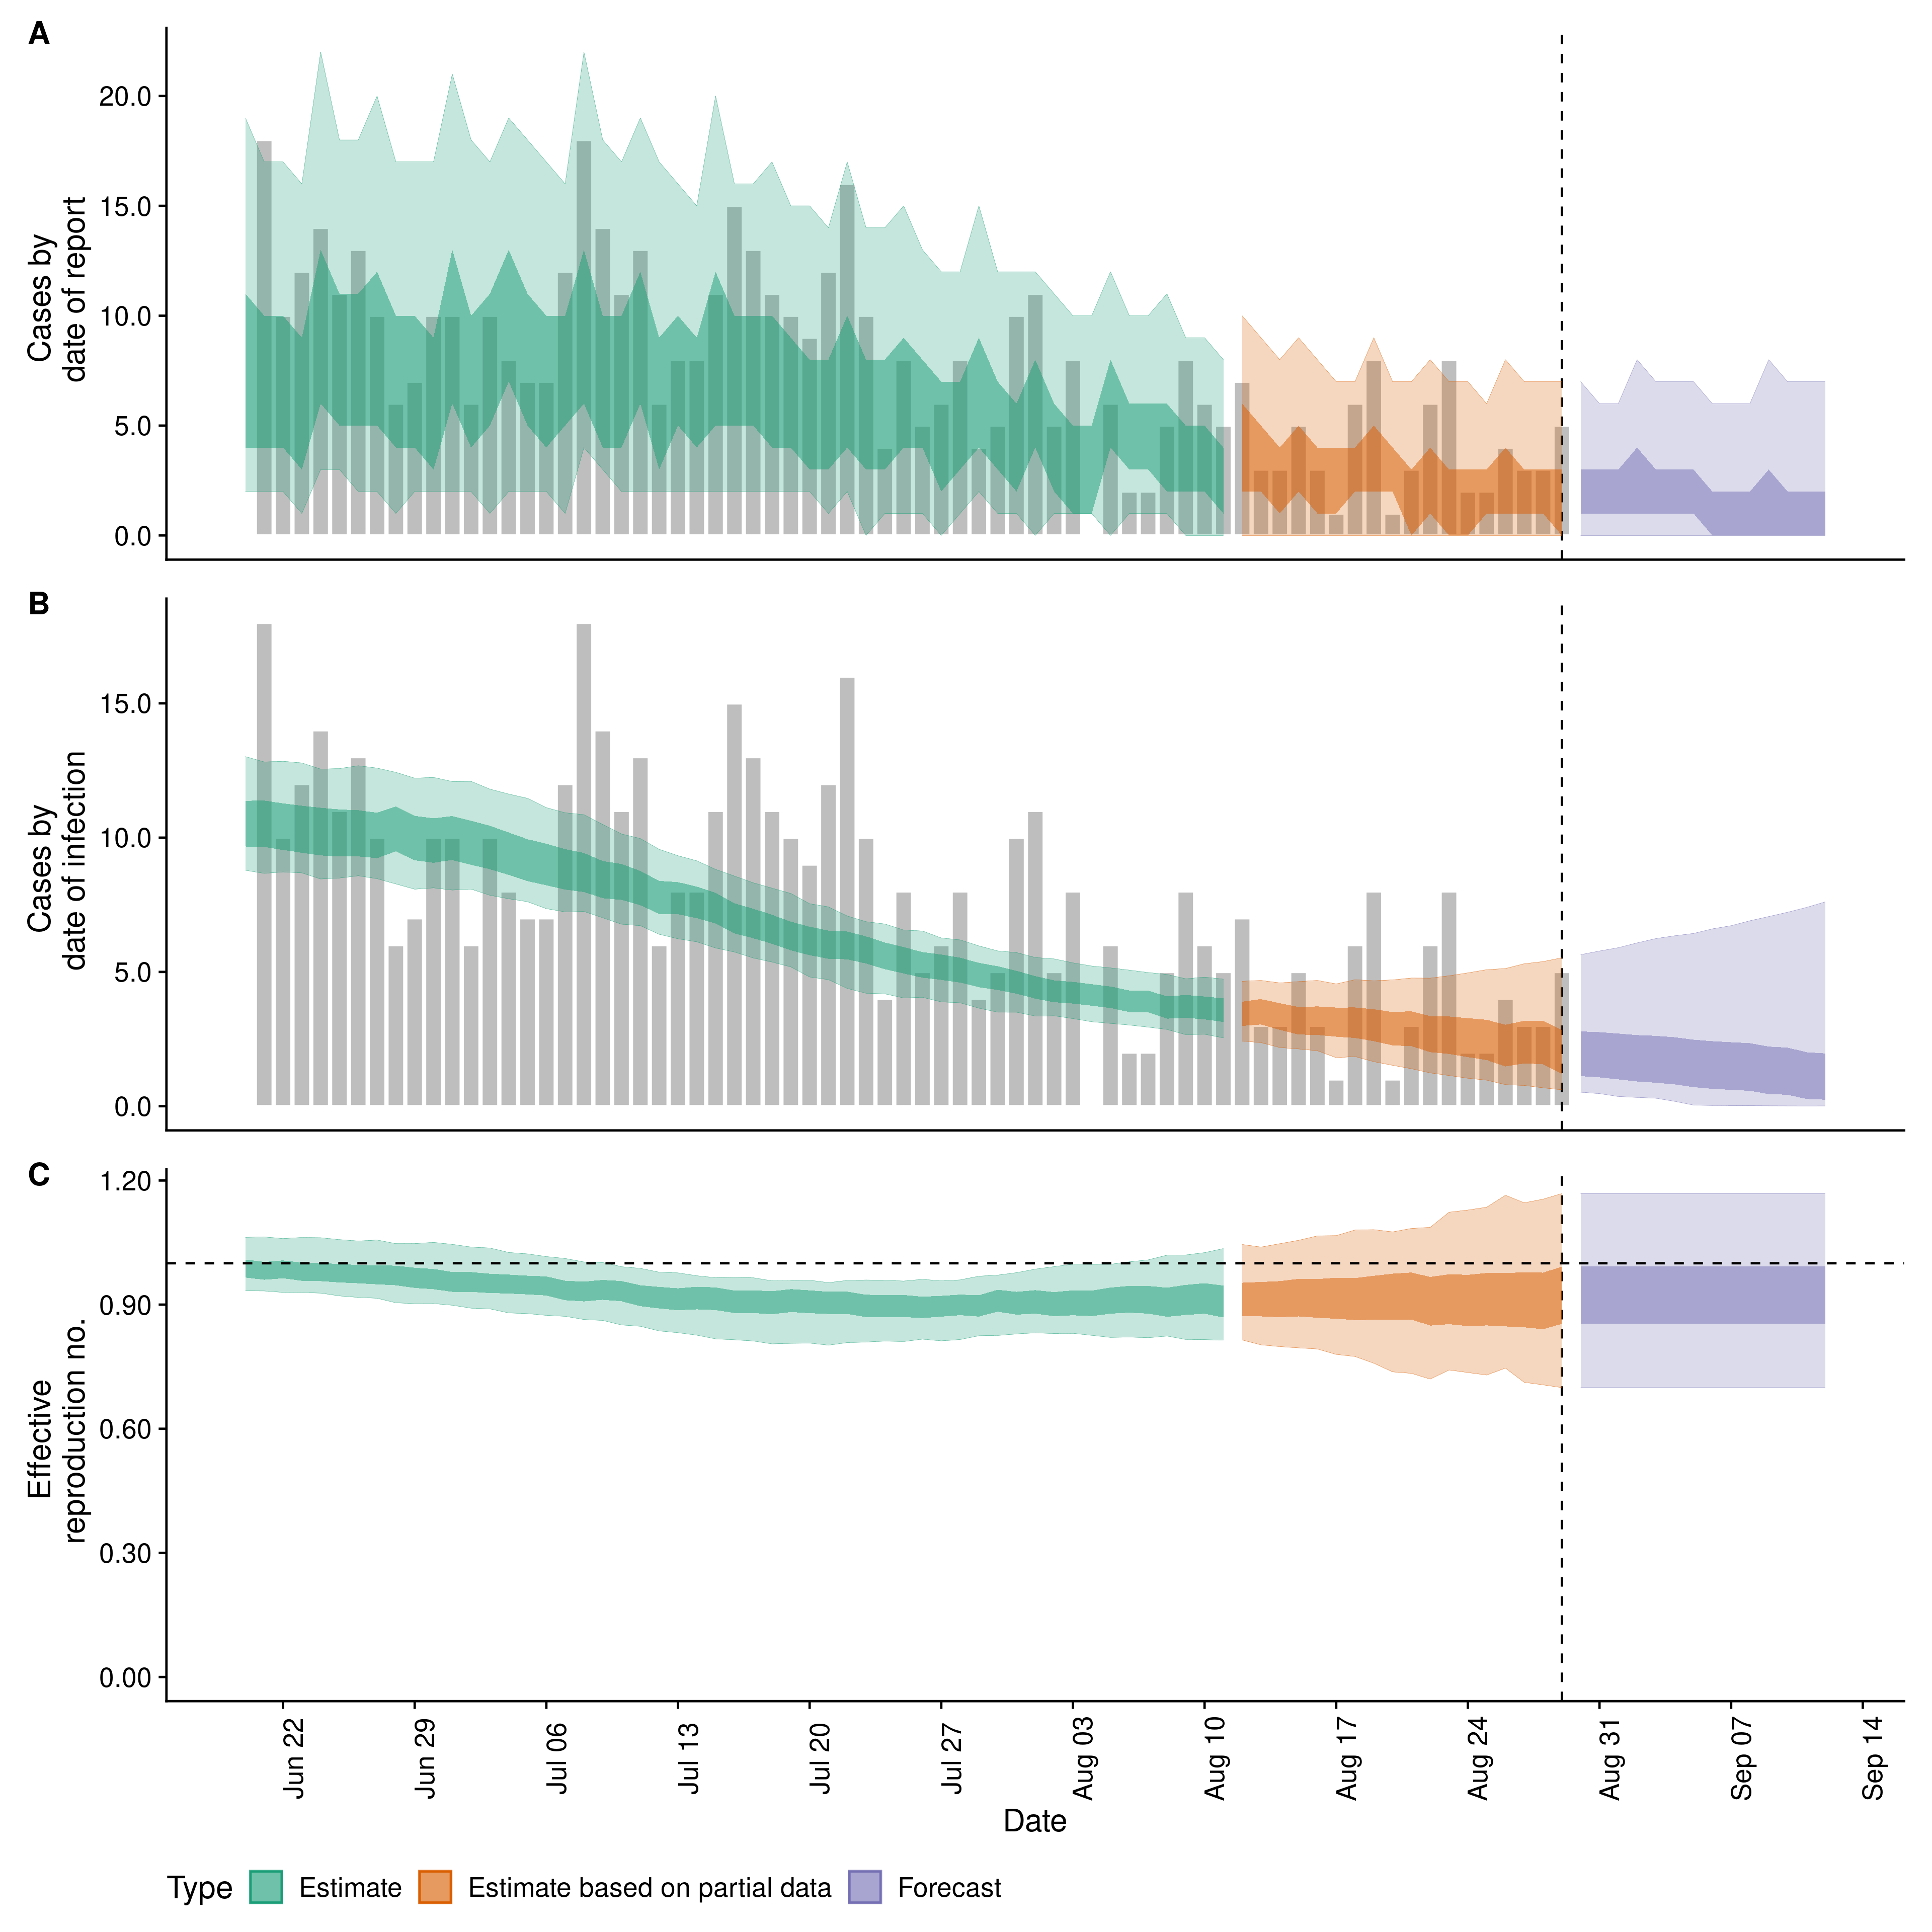 A
20.0
15.0
10.0
5.0
0.0
Cases by
date of report
B
15.0
10.0
5.0
0.0
Cases by
date of infection
C
1.20
0.90
0.60
0.30
0.00
Effective
reproduction no.
Jun 22
Jun 29
Jul 06
Jul 13
Jul 20
Jul 27
Aug 03
Aug 10
Aug 17
Aug 24
Aug 31
Sep 07
Sep 14
Date
Type Estimate Estimate based on partial data Forecast